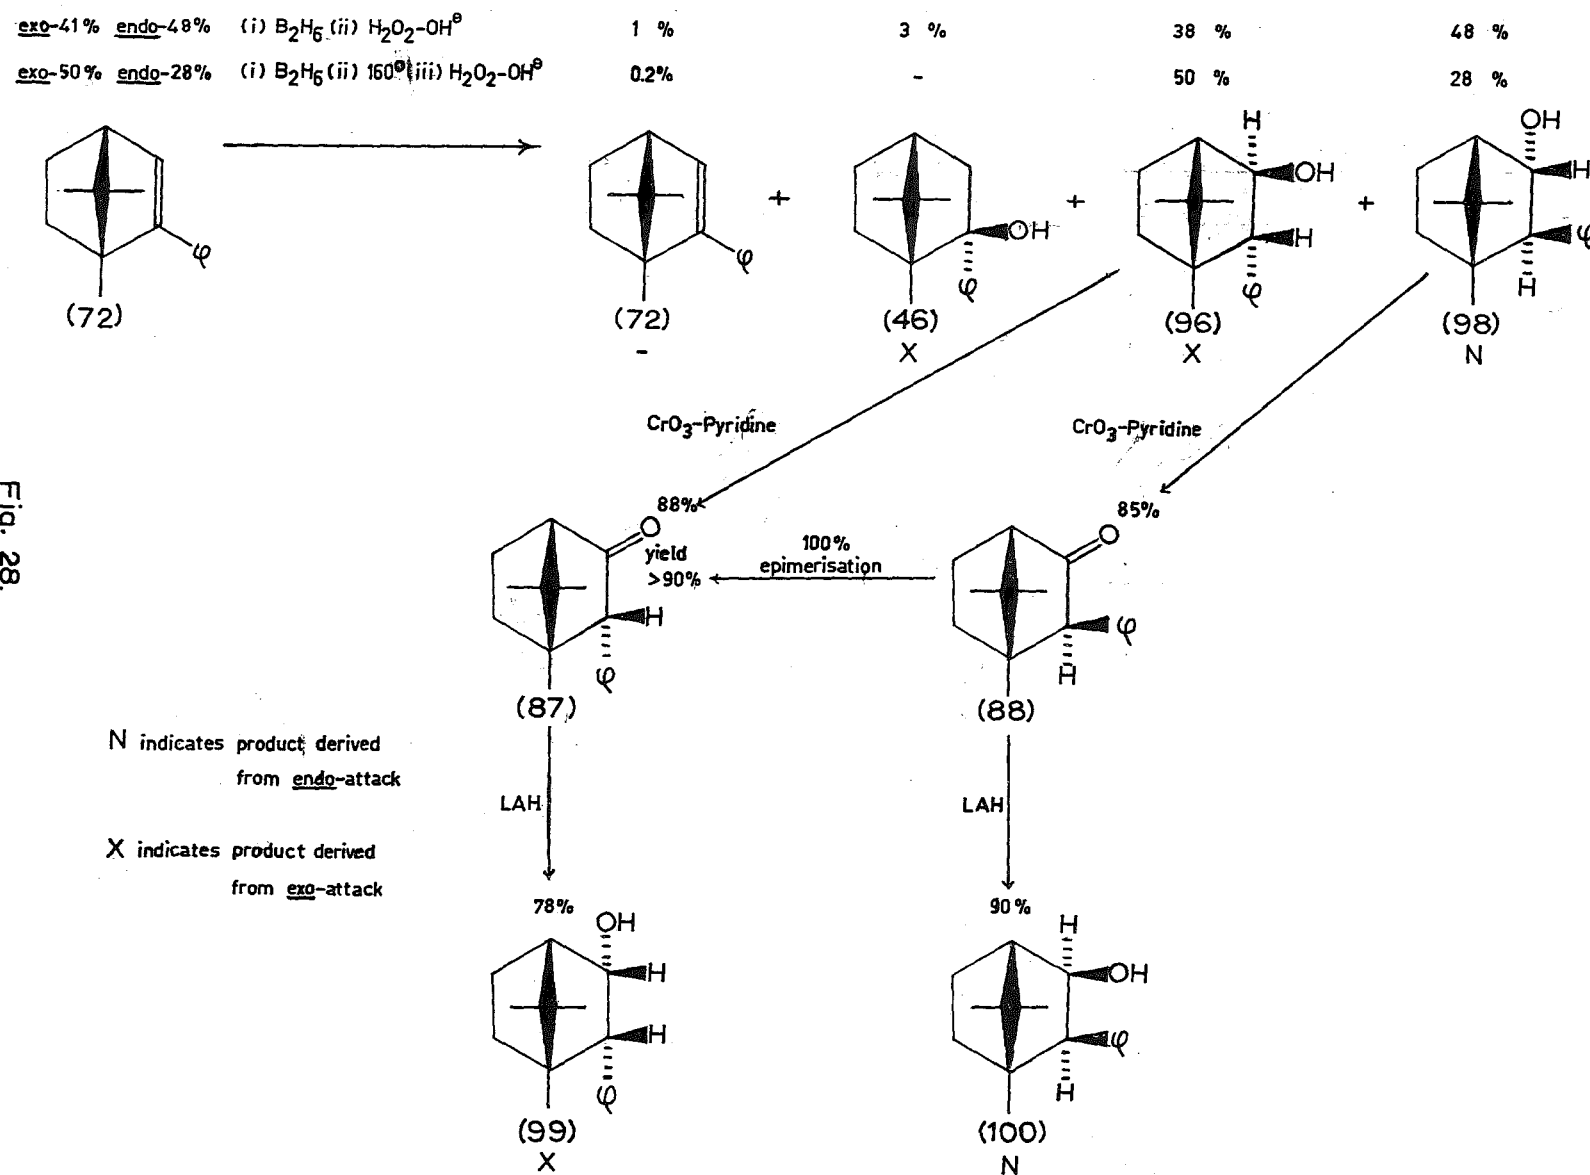 exo-41% endo-48% (i) B₂H₆ (ii) H₂O₂-OH⊖ 1 % 3 % 38 % 48 %
exo-50% endo-28% (i) B₂H₆ (ii) 160° (iii) H₂O₂-OH⊖ 0.2% - 50 % 28 %
H OH
OH H
+ + + +
OH H φ
φ φ φ φ H
(72) (72) (46) (96) (98)
- X X N
CrO₃-Pyridine CrO₃-Pyridine
88% 85%
O O
yield 100%
>90% epimerisation
H φ
φ H
(87) (88)
Fig. 28.
N indicates product derived
from endo-attack
LAH LAH
X indicates product derived
from exo-attack
78% 90%
OH H
H OH
H φ
φ H
(99) (100)
X N